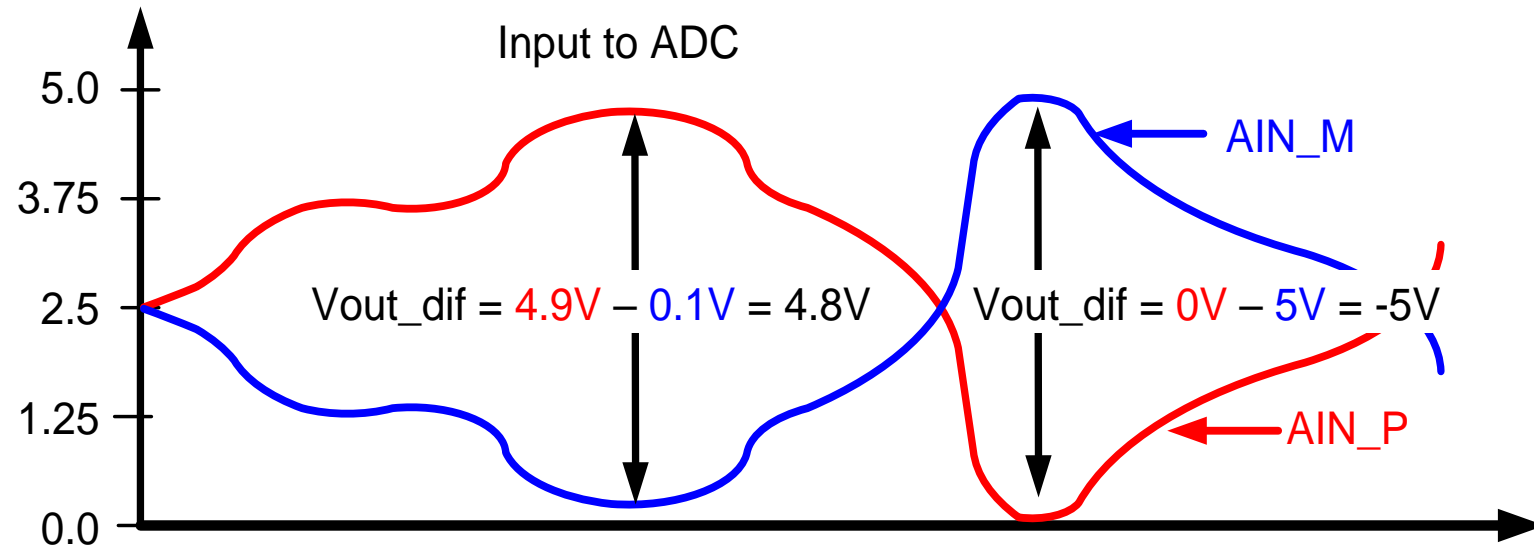 Input to ADC
5.0
AIN_M
3.75
Vout_dif = 4.9V – 0.1V = 4.8V
Vout_dif = 0V – 5V = -5V
2.5
1.25
AIN_P
0.0